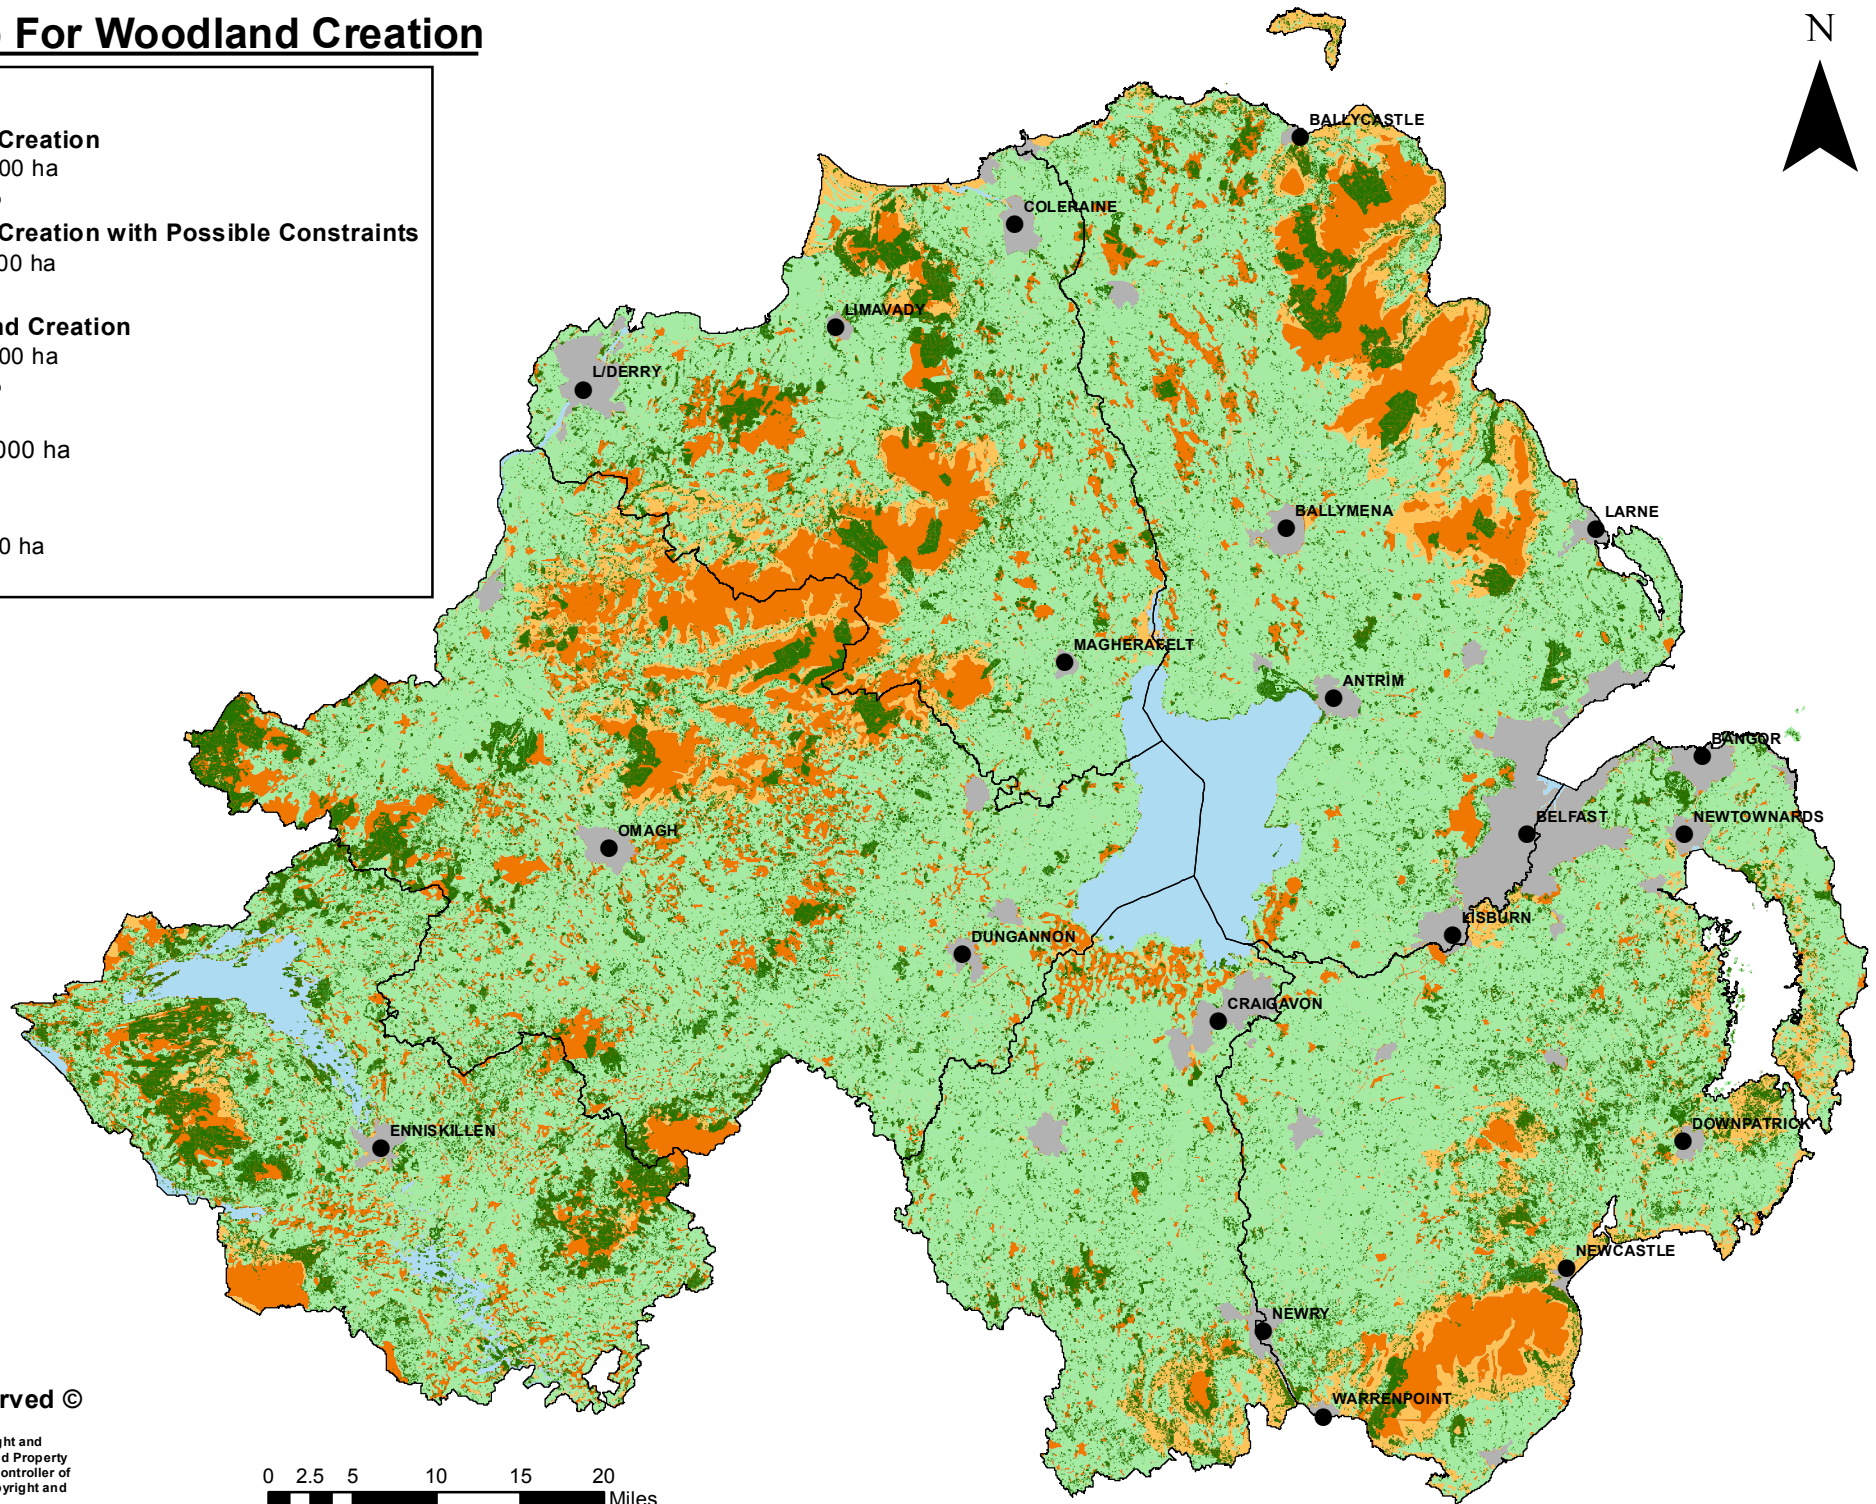 For Woodland Creation
Creation
00 ha
Creation with Possible Constraints
00 ha
nd Creation
00 ha
000 ha
0 ha
N
BALLYCASTLE
COLERAINE
LIMAVADY
L/DERRY
BALLYMENA
LARNE
MAGHERAFELT
ANTRIM
BANGOR
OMAGH
BELFAST
NEWTOWNARDS
LISBURN
DUNGANNON
CRAIGAVON
ENNISKILLEN
DOWNPATRICK
NEWCASTLE
NEWRY
WARRENPOINT
rved ©
ght and
d Property
ontroller of
yright and
0 2.5 5 10 15 20
Miles